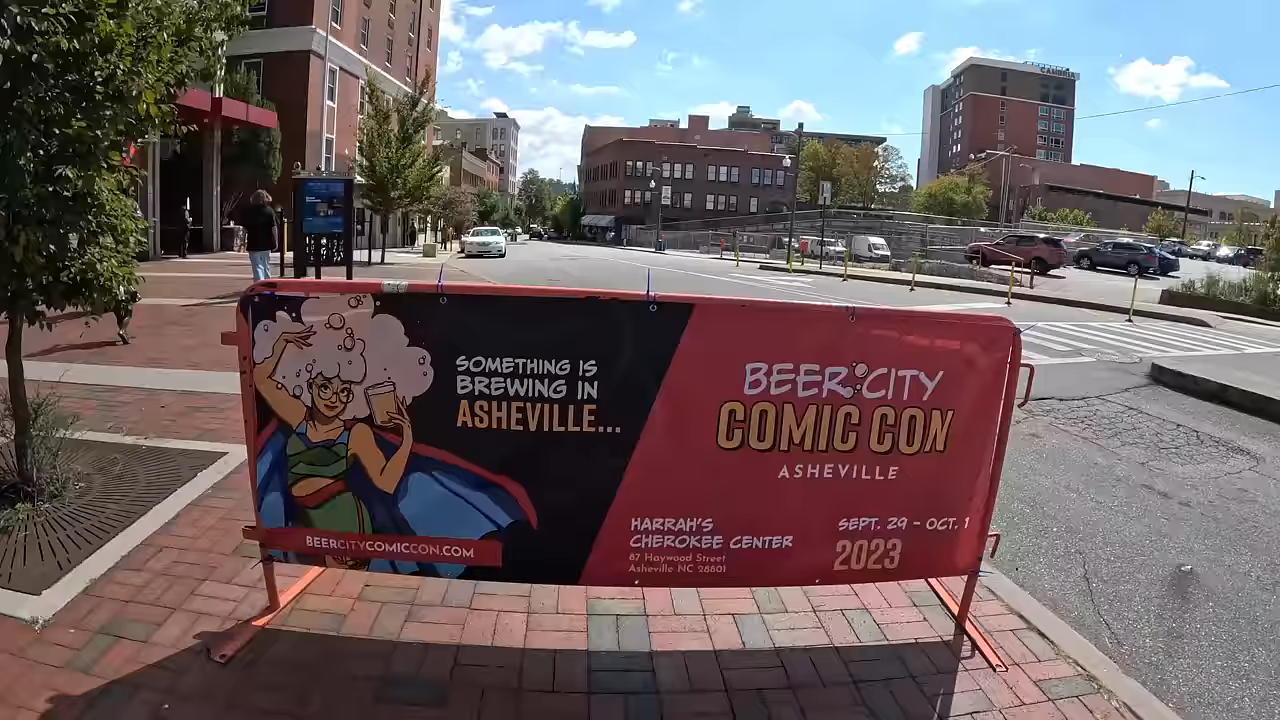 CAMBRIA
SOMETHING IS
BREWING IN
ASHEVILLE...
BEER CITY
COMIC CON
ASHEVILLE
HARRAH'S
CHEROKEE CENTER
87 Haywood Street
Asheville NC 28801
SEPT. 29 - OCT. 1
2023
BEERCITYCOMICCON.COM